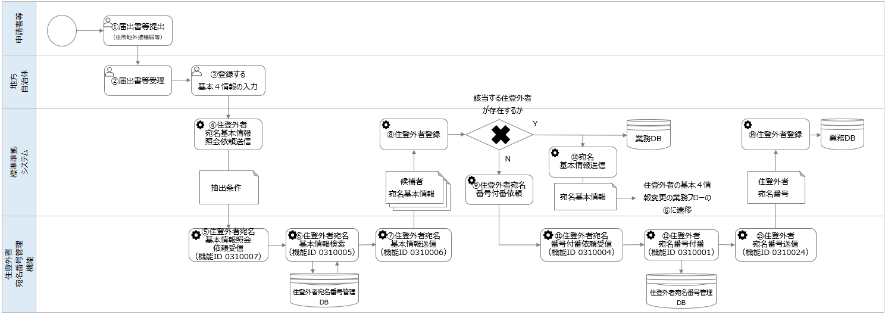 申請者等
①届出書等提出
(住居地外措置届等)
地方
自治体
②届出書等受理
③登録する
基本４情報の入力
標準準拠
システム
④住登外者
宛名基本情報
照会依頼送信
抽出条件
⑧住登外者登録
候補者
宛名基本情報
該当する住登外者
が存在するか
Y
N
⑨住登外者宛名
番号付番依頼
宛名
基本情報送信
宛名基本情報
業務DB
住登外者の基本４情
報変更の業務フローの
⑥に遷移
住登外者登録
業務DB
住登外者
宛名番号
住登外者
宛名番号管理
機能
⑤住登外者宛名
基本情報照会
依頼受信
（機能ID 0310007）
⑥住登外者宛名
基本情報検索
（機能ID 0310005）
住登外者宛名番号管理
DB
⑦住登外者宛名
基本情報送信
（機能ID 0310006）
住登外者宛名
番号付番依頼受信
（機能ID 0310004）
住登外者
宛名番号付番
（機能ID 0310001）
住登外者宛名番号管理
DB
住登外者
宛名番号送信
（機能ID 0310024）